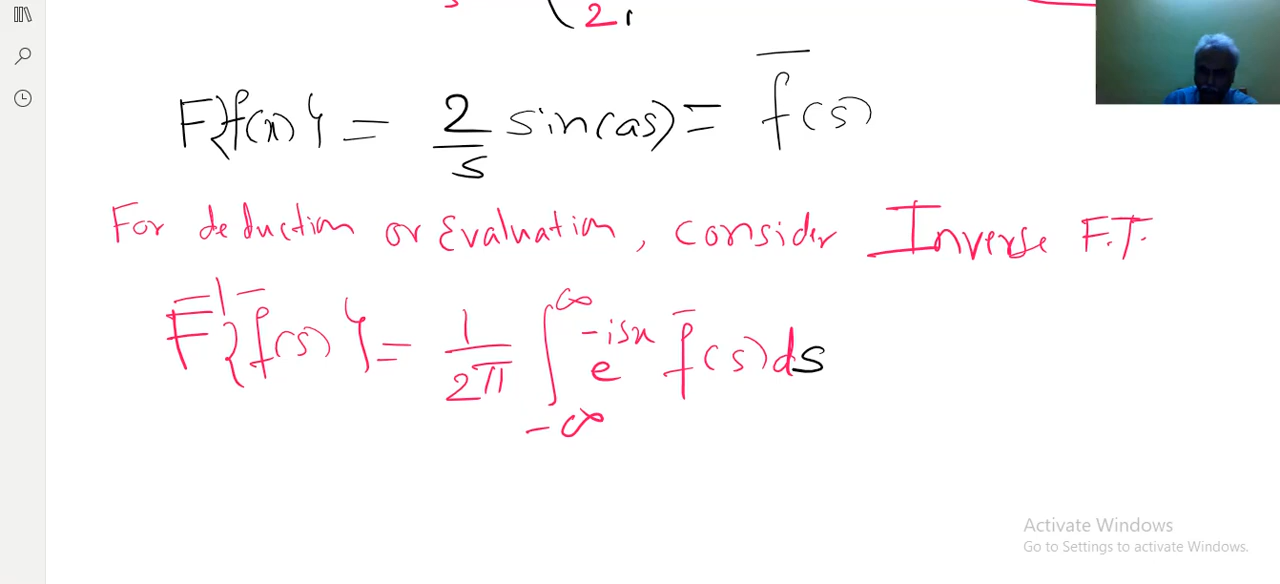 2i
F{f(x)} = 2/s sin(as) = f̅(s)
For deduction or Evaluation, consider Inverse F.T.
F⁻¹{f̅(s)} = 1/2π ∫_{-∞}^{∞} e^{-isx} f̅(s) ds
Activate Windows
Go to Settings to activate Windows.